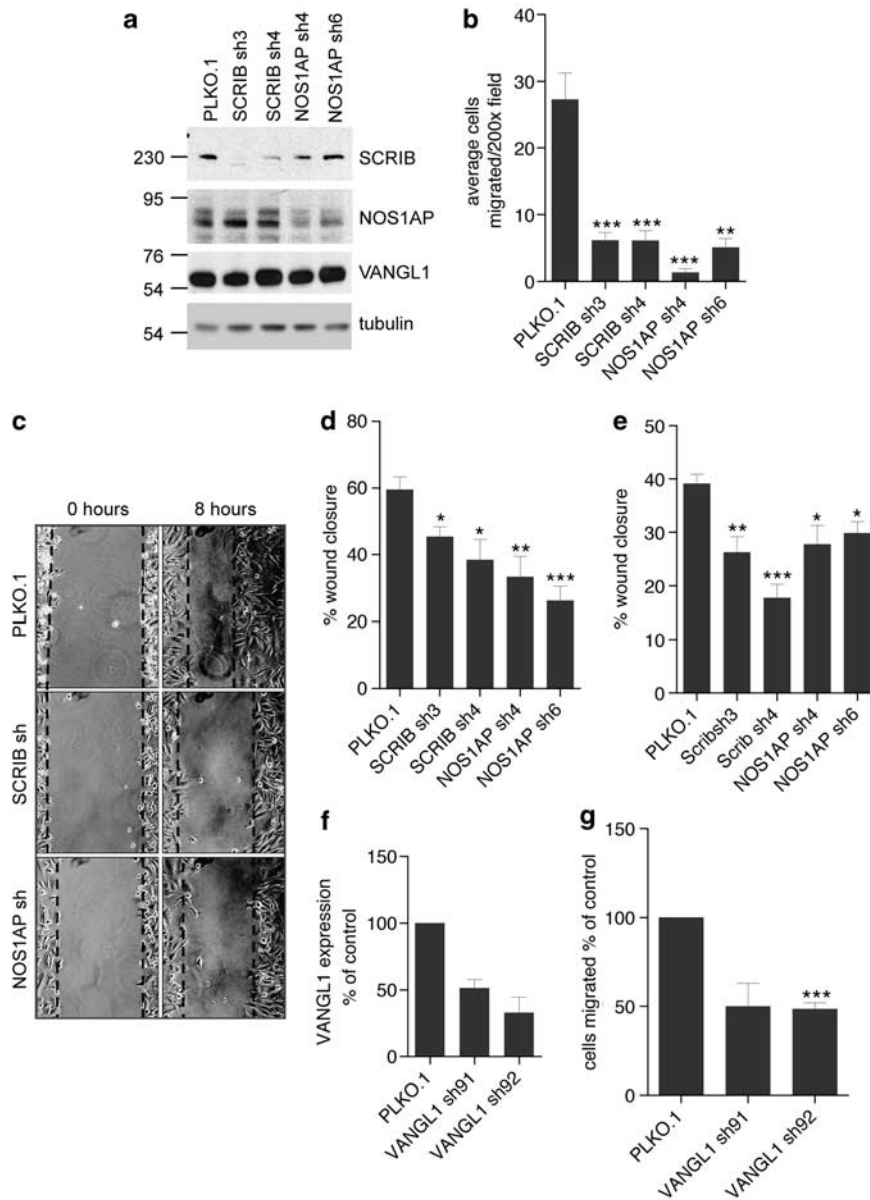 a
PLKO.1
SCRIB sh3
SCRIB sh4
NOS1AP sh4
NOS1AP sh6
230
SCRIB
95
NOS1AP
76
VANGL1
54
tubulin
54
b
average cells
migrated/200x field
40
30
20
10
0
***
***
***
**
PLKO.1
SCRIB sh3
SCRIB sh4
NOS1AP sh4
NOS1AP sh6
c
0 hours
8 hours
PLKO.1
SCRIB sh
NOS1AP sh
d
% wound closure
80
60
40
20
0
*
*
**
***
PLKO.1
SCRIB sh3
SCRIB sh4
NOS1AP sh4
NOS1AP sh6
e
% wound closure
50
40
30
20
10
0
**
***
*
*
PLKO.1
Scribsh3
Scrib sh4
NOS1AP sh4
NOS1AP sh6
f
VANGL1 expression
% of control
150
100
50
0
PLKO.1
VANGL1 sh91
VANGL1 sh92
g
cells migrated % of control
150
100
50
0
***
PLKO.1
VANGL1 sh91
VANGL1 sh92